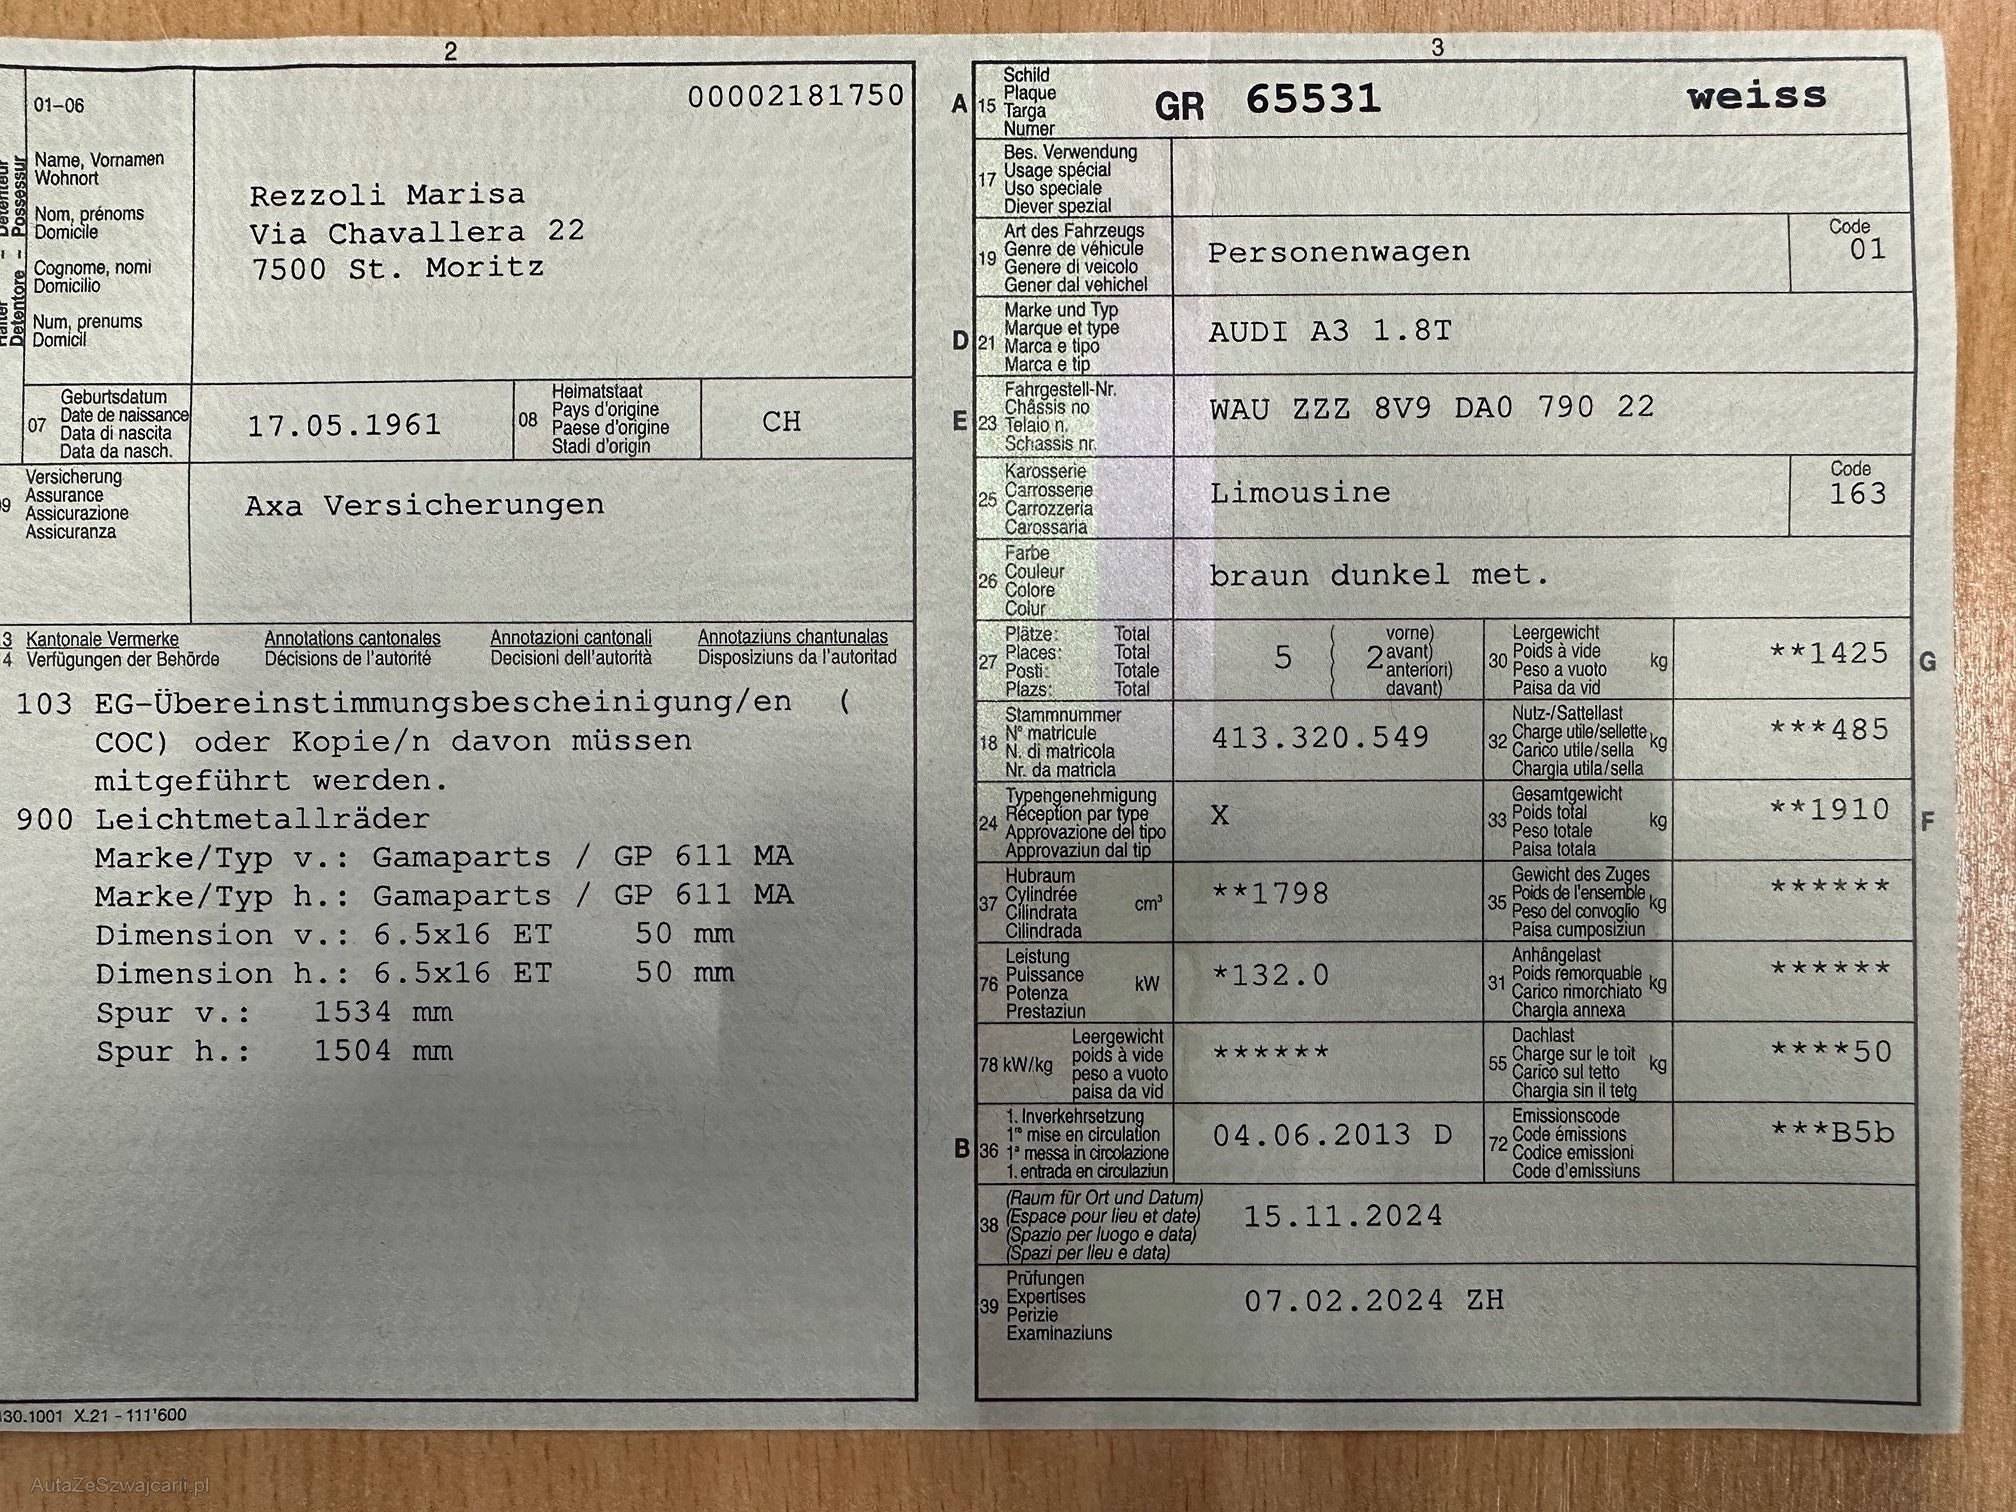 2
01–06
00002181750
Name, Vornamen
Wohnort
Nom, prénoms
Domicile
Cognome, nomi
Domicilio
Num, prenums
Domicil
Detenteur
Possessur
Halter
Detentore
Rezzoli Marisa
Via Chavallera 22
7500 St. Moritz
07
Geburtsdatum
Date de naissance
Data di nascita
Data da nasch.
17.05.1961
08
Heimatstaat
Pays d'origine
Paese d'origine
Stadi d'origin
CH
9
Versicherung
Assurance
Assicurazione
Assicuranza
Axa Versicherungen
3 Kantonale Vermerke Annotations cantonales Annotazioni cantonali Annotaziuns chantunalas
4 Verfügungen der Behörde Décisions de l'autorité Decisioni dell'autorità Disposiziuns da l'autoritad
103 EG-Übereinstimmungsbescheinigung/en (
COC) oder Kopie/n davon müssen
mitgeführt werden.
900 Leichtmetallräder
Marke/Typ v.: Gamaparts / GP 611 MA
Marke/Typ h.: Gamaparts / GP 611 MA
Dimension v.: 6.5x16 ET 50 mm
Dimension h.: 6.5x16 ET 50 mm
Spur v.: 1534 mm
Spur h.: 1504 mm
130.1001 X.21 - 111'600
3
A
15
Schild
Plaque
Targa
Numer
GR 65531 weiss
17
Bes. Verwendung
Usage spécial
Uso speciale
Diever spezial
19
Art des Fahrzeugs
Genre de véhicule
Genere di veicolo
Gener dal vehichel
Personenwagen
Code
01
D
21
Marke und Typ
Marque et type
Marca e tipo
Marca e tip
AUDI A3 1.8T
E
23
Fahrgestell-Nr.
Châssis no
Telaio n.
Schassis nr.
WAU ZZZ 8V9 DA0 790 22
25
Karosserie
Carrosserie
Carrozzeria
Carossaria
Limousine
Code
163
26
Farbe
Couleur
Colore
Colur
braun dunkel met.
27
Plätze: Total
Places: Total
Posti: Totale
Plazs: Total
5
( 2
vorne)
avant)
anteriori)
davant)
30
Leergewicht
Poids à vide
Peso a vuoto
Paisa da vid
kg
**1425
G
18
Stammnummer
N° matricule
N. di matricola
Nr. da matricla
413.320.549
32
Nutz-/Sattellast
Charge utile/sellette
Carico utile/sella
Chargia utila/sella
kg
***485
24
Typengenehmigung
Réception par type
Approvazione del tipo
Approvaziun dal tip
X
33
Gesamtgewicht
Poids total
Peso totale
Paisa totala
kg
**1910
F
37
Hubraum
Cylindrée
Cilindrata
Cilindrada
cm³
**1798
35
Gewicht des Zuges
Poids de l'ensemble
Peso del convoglio
Paisa cumposiziun
kg
******
76
Leistung
Puissance
Potenza
Prestaziun
kW
*132.0
31
Anhängelast
Poids remorquable
Carico rimorchiato
Chargia annexa
kg
******
78 kW/kg
Leergewicht
poids à vide
peso a vuoto
paisa da vid
******
55
Dachlast
Charge sur le toit
Carico sul tetto
Chargia sin il tetg
kg
****50
B
36
1. Inverkehrsetzung
1re mise en circulation
1a messa in circolazione
1. entrada en circulaziun
04.06.2013 D
72
Emissionscode
Code émissions
Codice emissioni
Code d'emissiuns
***B5b
38
(Raum für Ort und Datum)
(Espace pour lieu et date)
(Spazio per luogo e data)
(Spazi per lieu e data)
15.11.2024
39
Prüfungen
Expertises
Perizie
Examinaziuns
07.02.2024 ZH
AutaZeSzwajcarii.pl